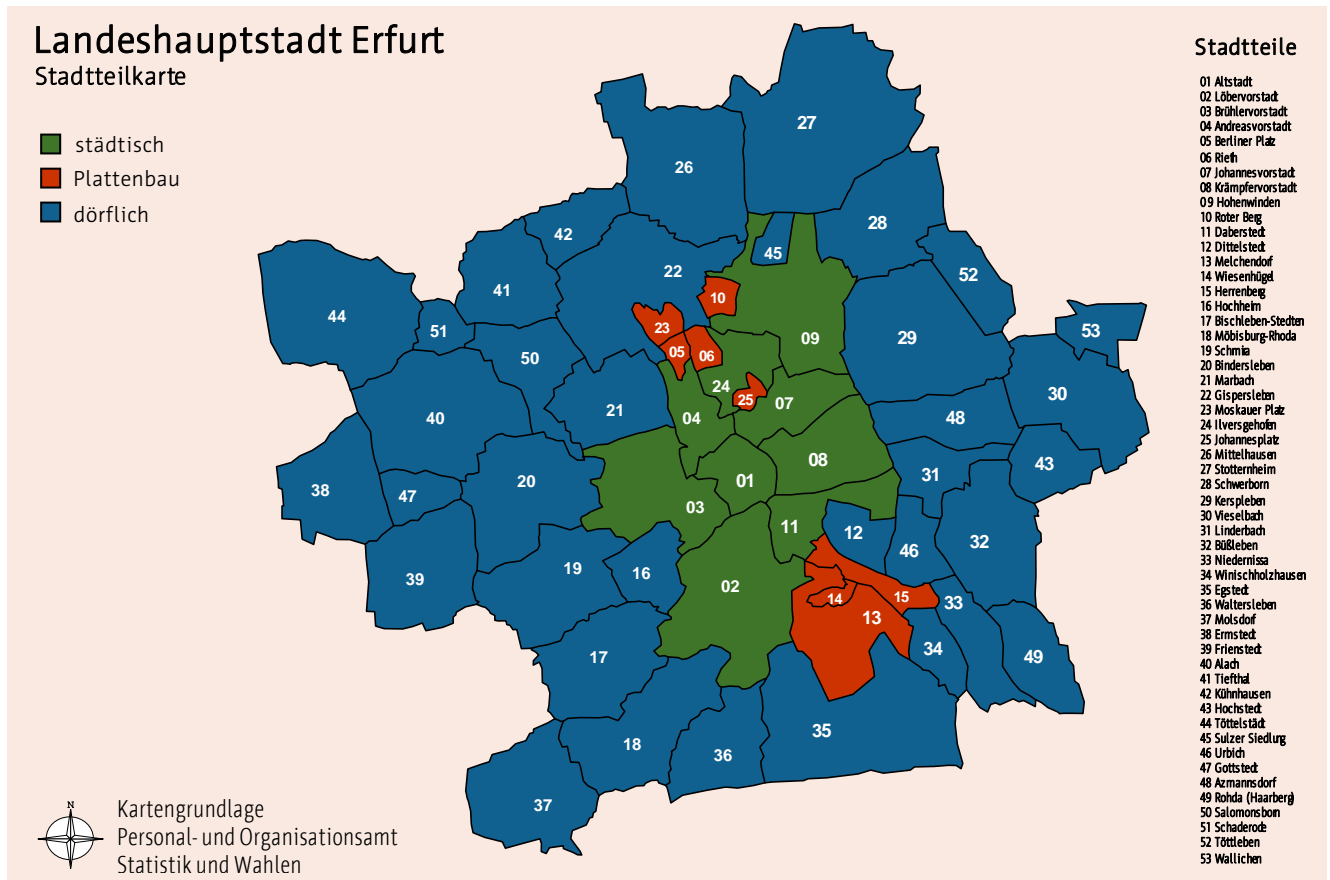 Landeshauptstadt Erfurt
Stadtteilkarte
städtisch
Plattenbau
dörflich
27
26
28
42
45
22
52
41
10
44
23
51
53
09
29
50
05
06
24
30
25
07
21
04
40
48
08
43
31
01
20
38
47
03
11
12
46
32
19
16
39
02
15
14
33
13
34
17
49
35
18
36
37
N
Kartengrundlage
Personal- und Organisationsamt
Statistik und Wahlen
Stadtteile
01 Altstadt
02 Löbervorstadt
03 Brühlervorstadt
04 Andreasvorstadt
05 Berliner Platz
06 Rieth
07 Johannesvorstadt
08 Krämpfervorstadt
09 Hohenwinden
10 Roter Berg
11 Daberstedt
12 Dittelstedt
13 Melchendorf
14 Wiesenhügel
15 Herrenberg
16 Hochheim
17 Bischleben-Stedten
18 Möbisburg-Rhoda
19 Schmira
20 Bindersleben
21 Marbach
22 Gispersleben
23 Moskauer Platz
24 Ilversgehofen
25 Johannesplatz
26 Mittelhausen
27 Stotternheim
28 Schwerborn
29 Kerspleben
30 Vieselbach
31 Linderbach
32 Büßleben
33 Niedernissa
34 Winischholzhausen
35 Egstedt
36 Waltersleben
37 Molsdorf
38 Ermstedt
39 Frienstedt
40 Alach
41 Tiefthal
42 Kühnhausen
43 Hochstedt
44 Töttelstädt
45 Sulzer Siedlung
46 Urbich
47 Gottstedt
48 Azmannsdorf
49 Rohda (Haarberg)
50 Salomonsborn
51 Schaderode
52 Töttleben
53 Wallichen